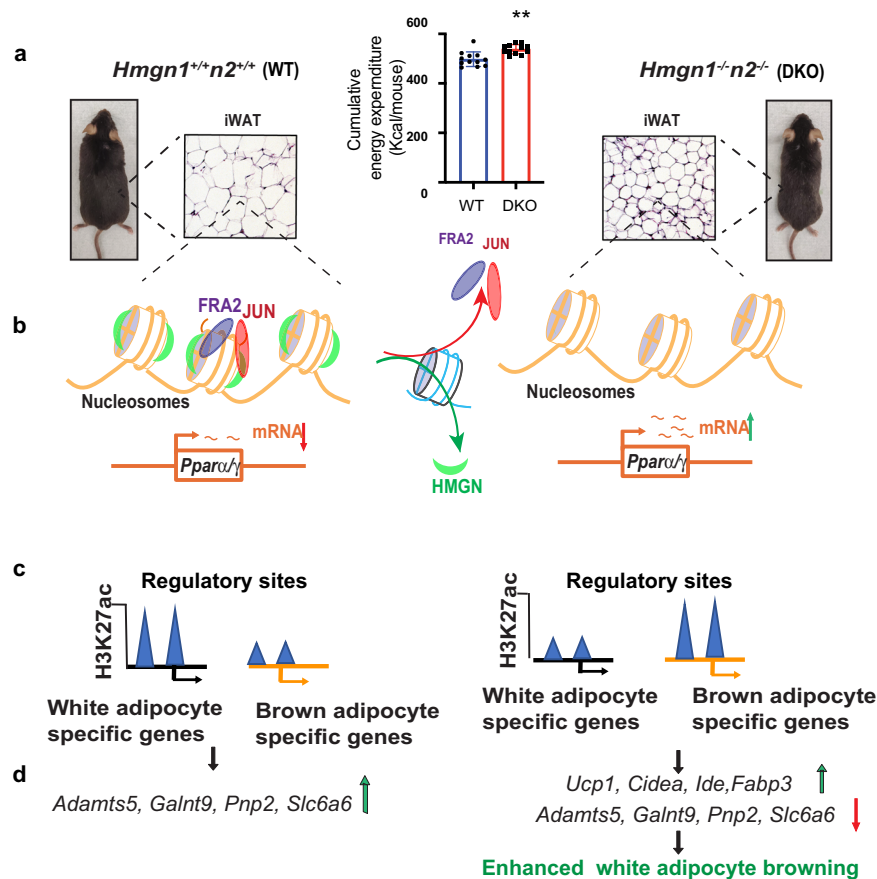 a
Hmgn1+/+n2+/+ (WT)
iWAT
Cumulative
energy expemditure
(Kcal/mouse)
600
400
200
0
**
WT
DKO
Hmgn1-/-n2-/- (DKO)
iWAT
b
FRA2 JUN
Nucleosomes
mRNA
Pparα/γ
FRA2
JUN
HMGN
Nucleosomes
mRNA
Pparα/γ
c
H3K27ac
Regulatory sites
White adipocyte
specific genes
Brown adipocyte
specific genes
H3K27ac
Regulatory sites
White adipocyte
specific genes
Brown adipocyte
specific genes
d
Adamts5, Galnt9, Pnp2, Slc6a6
Ucp1, Cidea, Ide,Fabp3
Adamts5, Galnt9, Pnp2, Slc6a6
Enhanced white adipocyte browning